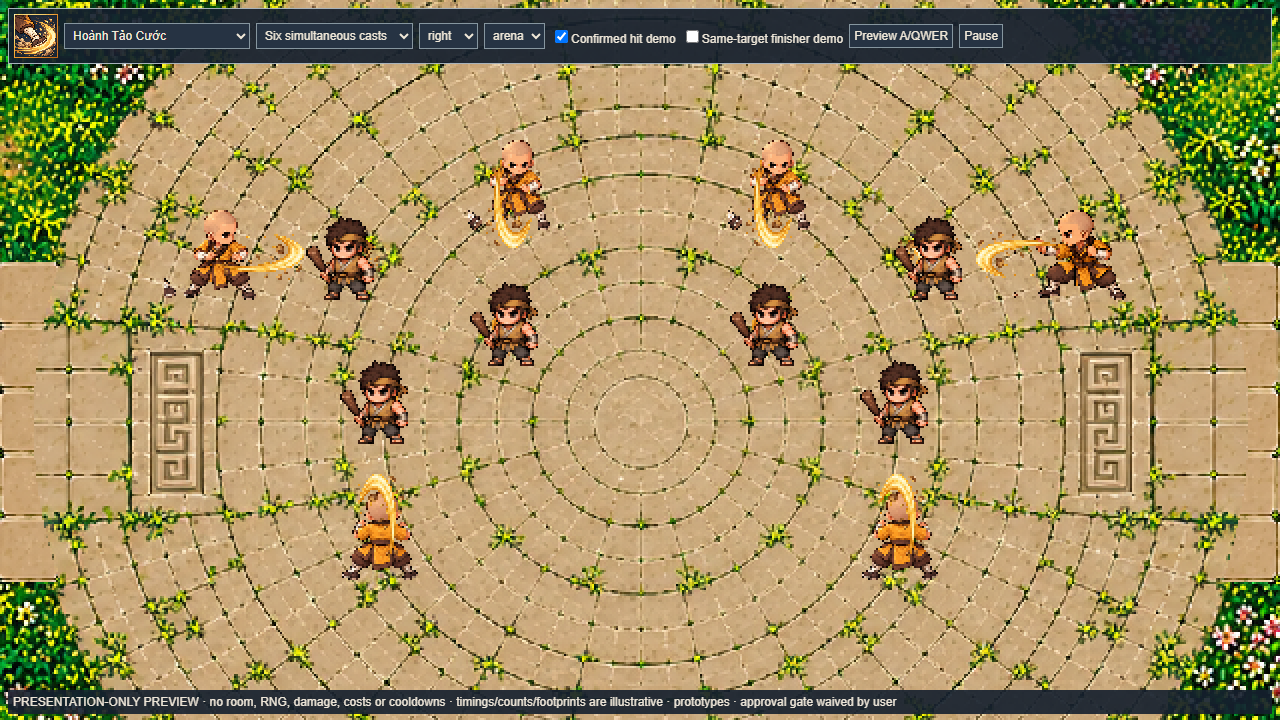 Hoành Tảo Cước Six simultaneous casts right arena Confirmed hit demo Same-target finisher demo Preview A/QWER Pause
PRESENTATION-ONLY PREVIEW · no room, RNG, damage, costs or cooldowns · timings/counts/footprints are illustrative · prototypes · approval gate waived by user